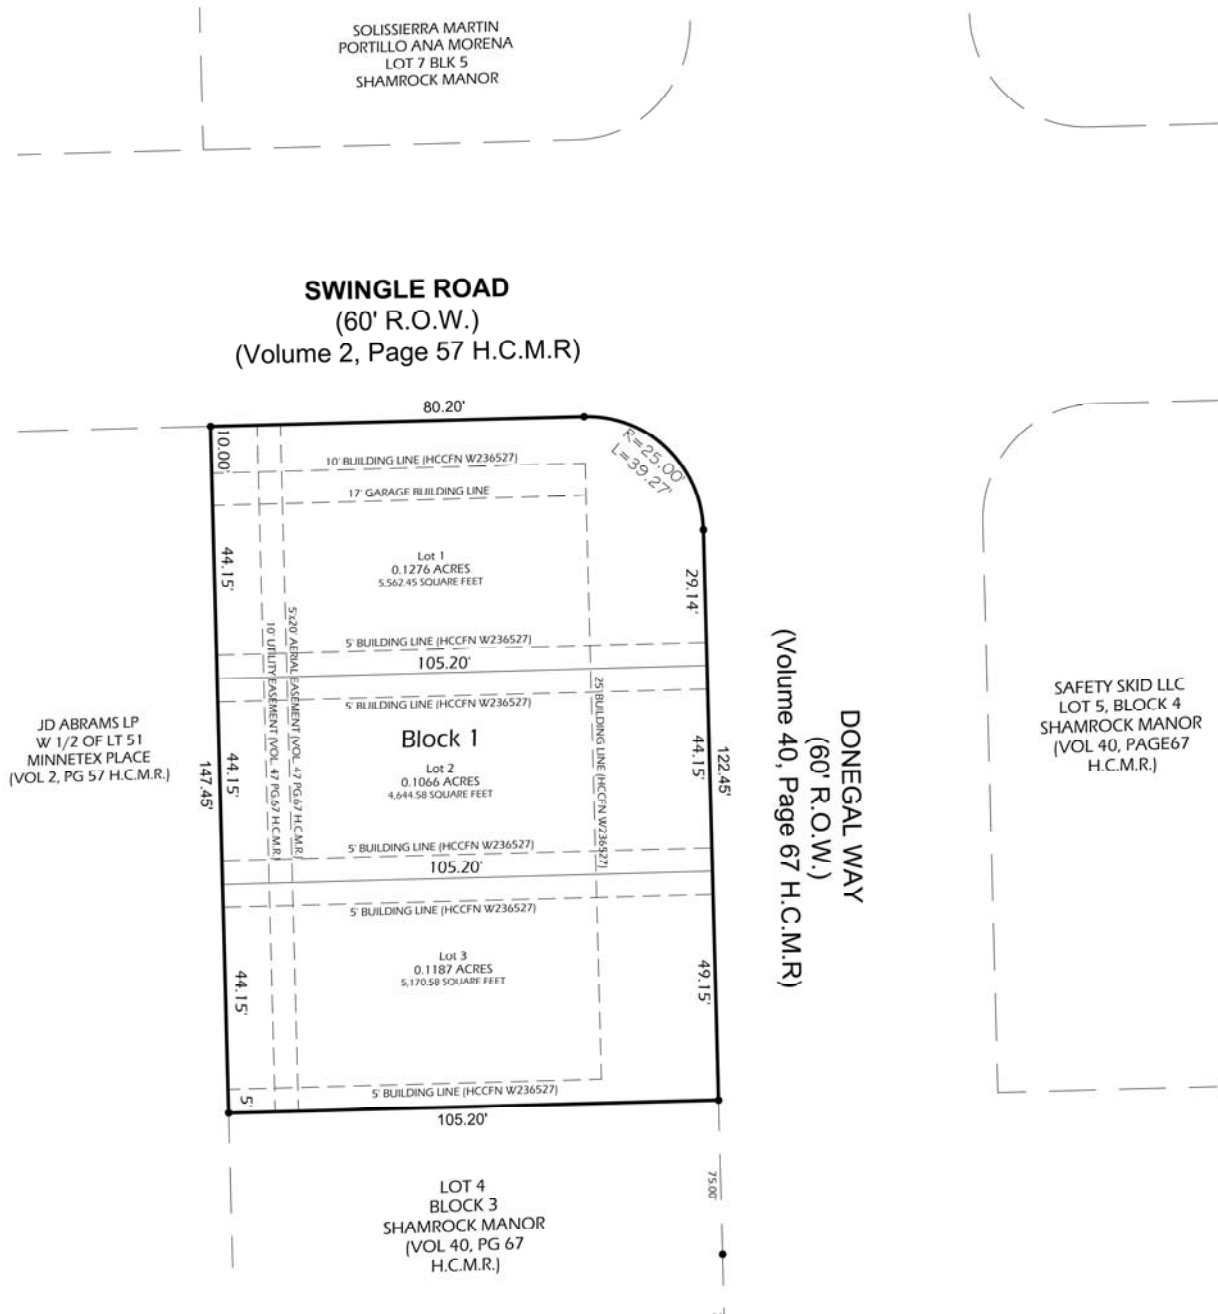 SOLISSIERRA MARTIN
PORTILLO ANA MORENA
LOT 7 BLK 5
SHAMROCK MANOR
SWINGLE ROAD
(60' R.O.W.)
(Volume 2, Page 57 H.C.M.R)
80.20'
R=25.00'
L=39.27'
10.00'
10' BUILDING LINE (HCCFN W236527)
17' GARAGE BUILDING LINE
44.15'
Lot 1
0.1276 ACRES
5,562.45 SQUARE FEET
29.14'
5' BUILDING LINE (HCCFN W236527)
105.20'
10' UTILITY EASEMENT (VOL. 47 PG.67 H.C.M.R.)
5'x20' AERIAL EASEMENT (VOL. 47 PG.67 H.C.M.R.)
25' BUILDING LINE (HCCFN W236527)
5' BUILDING LINE (HCCFN W236527)
Block 1
Lot 2
0.1066 ACRES
4,644.58 SQUARE FEET
44.15'
147.45'
44.15'
122.45'
5' BUILDING LINE (HCCFN W236527)
105.20'
5' BUILDING LINE (HCCFN W236527)
Lot 3
0.1187 ACRES
5,170.58 SQUARE FEET
44.15'
49.15'
5'
5' BUILDING LINE (HCCFN W236527)
105.20'
JD ABRAMS LP
W 1/2 OF LT 51
MINNETEX PLACE
(VOL 2, PG 57 H.C.M.R.)
DONEGAL WAY
(60' R.O.W.)
(Volume 40, Page 67 H.C.M.R)
SAFETY SKID LLC
LOT 5, BLOCK 4
SHAMROCK MANOR
(VOL 40, PAGE67
H.C.M.R.)
LOT 4
BLOCK 3
SHAMROCK MANOR
(VOL 40, PG 67
H.C.M.R.)
75.00'